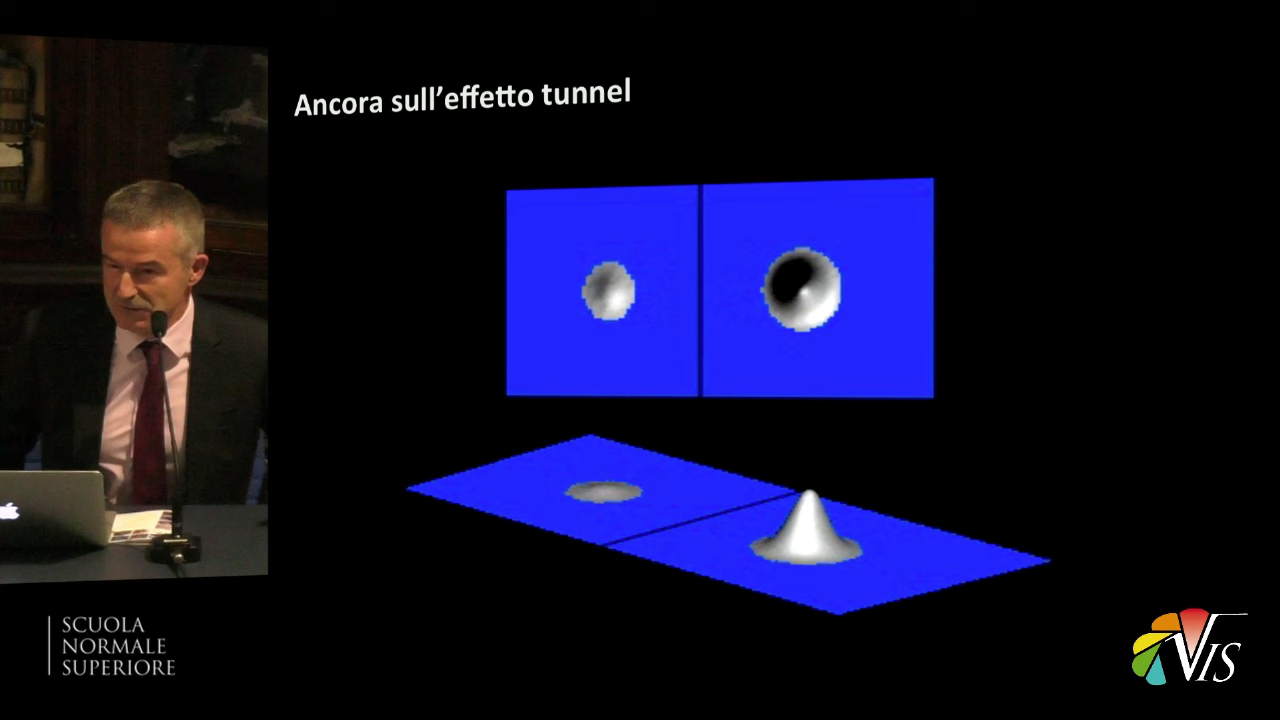 Ancora sull'effetto tunnel
SCUOLA
NORMALE
SUPERIORE
VIS